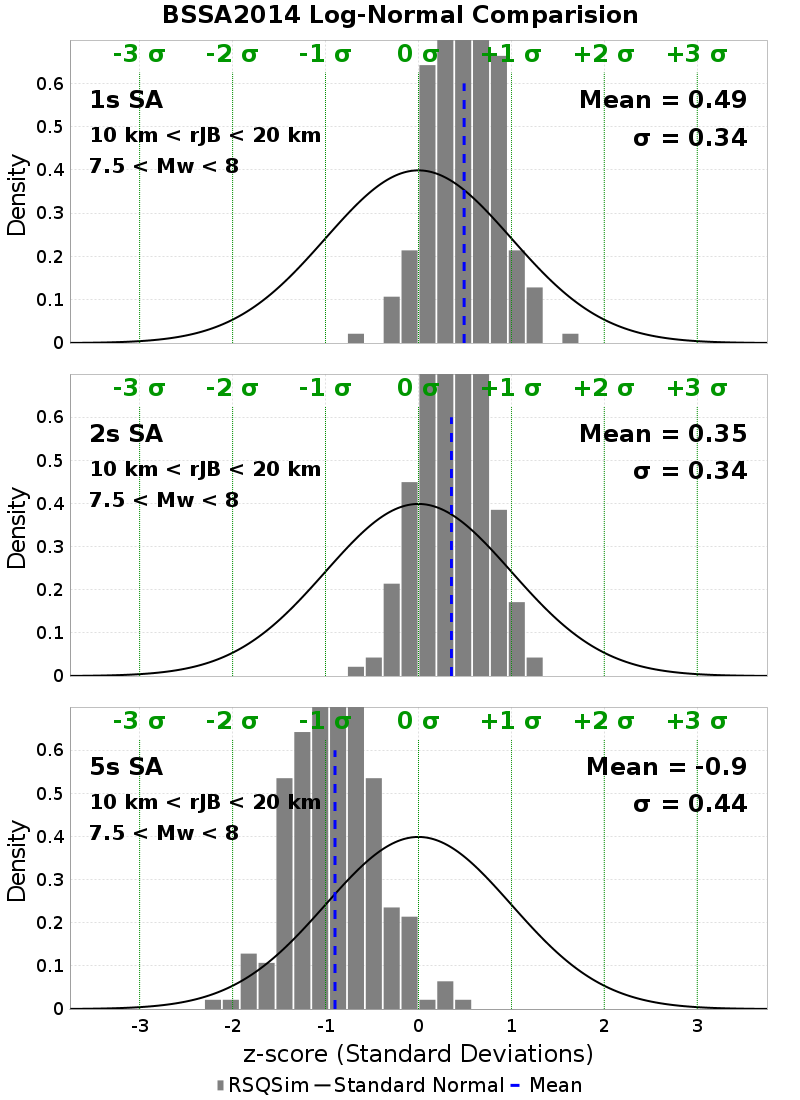 BSSA2014 Log-Normal Comparision
-3 σ -2 σ -1 σ 0 σ +1 σ +2 σ +3 σ
0.6
1s SA Mean = 0.49
0.5
10 km < rJB < 20 km σ = 0.34
7.5 < Mw < 8
0.4
0.3
0.2
0.1
0
Density
-3 σ -2 σ -1 σ 0 σ +1 σ +2 σ +3 σ
0.6
2s SA Mean = 0.35
0.5
10 km < rJB < 20 km σ = 0.34
7.5 < Mw < 8
0.4
0.3
0.2
0.1
0
Density
-3 σ -2 σ -1 σ 0 σ +1 σ +2 σ +3 σ
0.6
5s SA Mean = -0.9
0.5
10 km < rJB < 20 km σ = 0.44
7.5 < Mw < 8
0.4
0.3
0.2
0.1
0
Density
-3 -2 -1 0 1 2 3
z-score (Standard Deviations)
RSQSim Standard Normal Mean